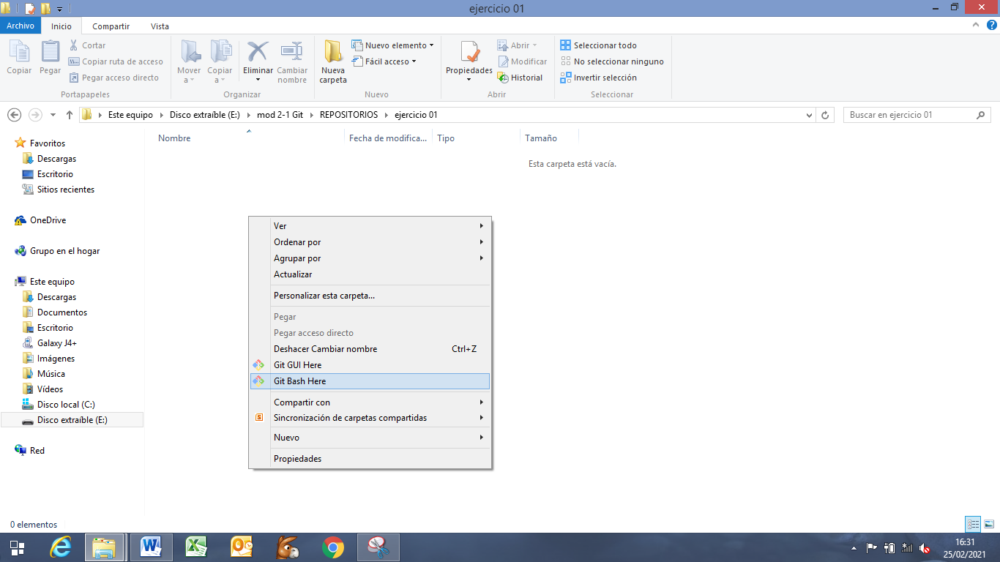 ejercicio 01
Archivo Inicio Compartir Vista
Copiar
Pegar
Cortar
Copiar ruta de acceso
Pegar acceso directo
Portapapeles
Mover a
Copiar a
Eliminar
Cambiar nombre
Organizar
Nueva carpeta
Nuevo elemento
Fácil acceso
Nuevo
Propiedades
Abrir
Modificar
Historial
Abrir
Seleccionar todo
No seleccionar ninguno
Invertir selección
Seleccionar
Este equipo Disco extraíble (E:) mod 2-1 Git REPOSITORIOS ejercicio 01
Buscar en ejercicio 01
Nombre Fecha de modifica... Tipo Tamaño
Esta carpeta está vacía.
Favoritos
Descargas
Escritorio
Sitios recientes
OneDrive
Grupo en el hogar
Este equipo
Descargas
Documentos
Escritorio
Galaxy J4+
Imágenes
Música
Vídeos
Disco local (C:)
Disco extraíble (E:)
Red
Ver
Ordenar por
Agrupar por
Actualizar
Personalizar esta carpeta...
Pegar
Pegar acceso directo
Deshacer Cambiar nombre Ctrl+Z
Git GUI Here
Git Bash Here
Compartir con
Sincronización de carpetas compartidas
Nuevo
Propiedades
0 elementos
16:31
25/02/2021